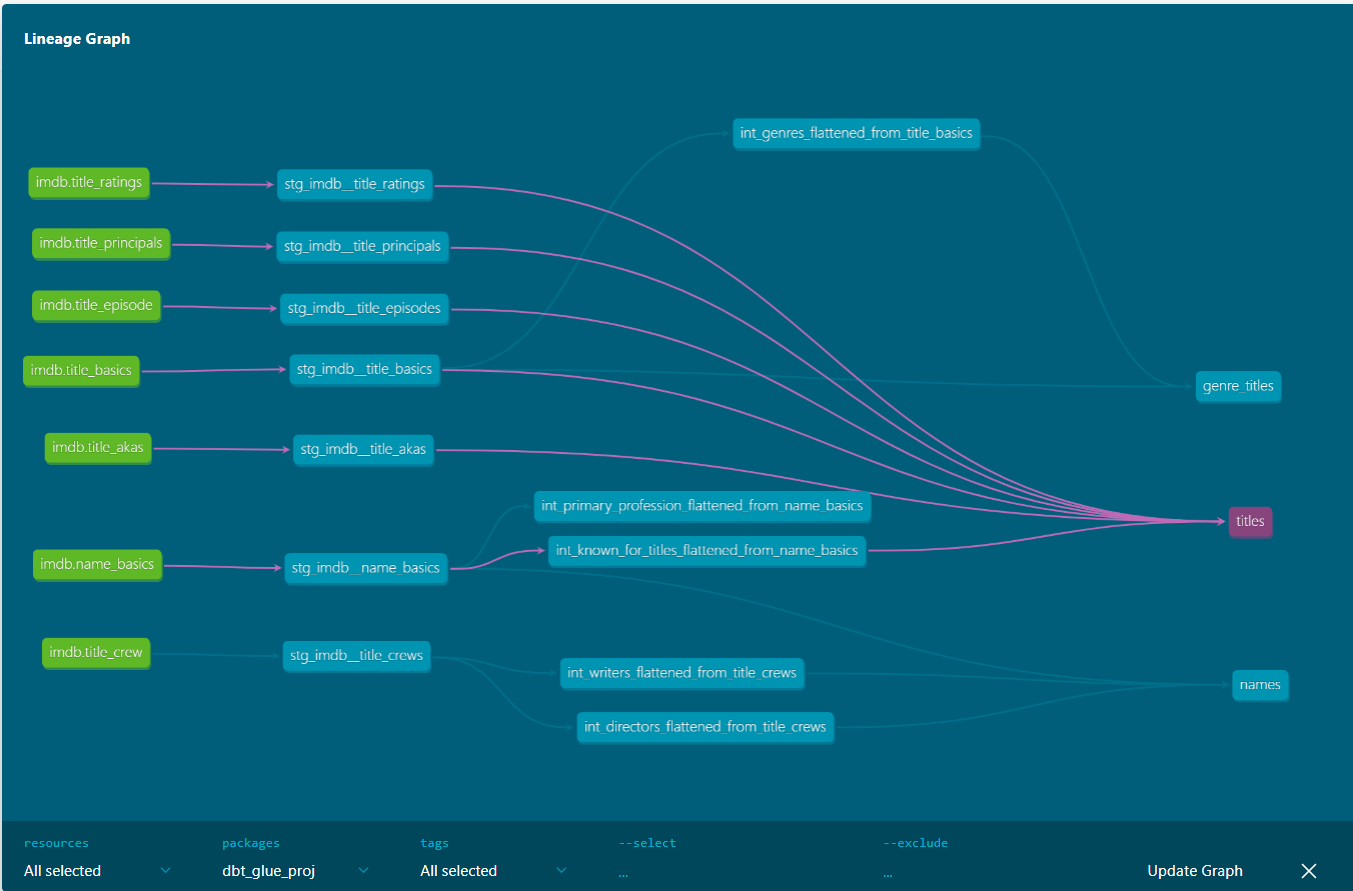 Lineage Graph
int_genres_flattened_from_title_basics
imdb.title_ratings
stg_imdb__title_ratings
imdb.title_principals
stg_imdb__title_principals
imdb.title_episode
stg_imdb__title_episodes
imdb.title_basics
stg_imdb__title_basics
genre_titles
imdb.title_akas
stg_imdb__title_akas
int_primary_profession_flattened_from_name_basics
titles
int_known_for_titles_flattened_from_name_basics
imdb.name_basics
stg_imdb__name_basics
imdb.title_crew
stg_imdb__title_crews
int_writers_flattened_from_title_crews
names
int_directors_flattened_from_title_crews
resources packages tags --select --exclude
All selected dbt_glue_proj All selected ... ... Update Graph